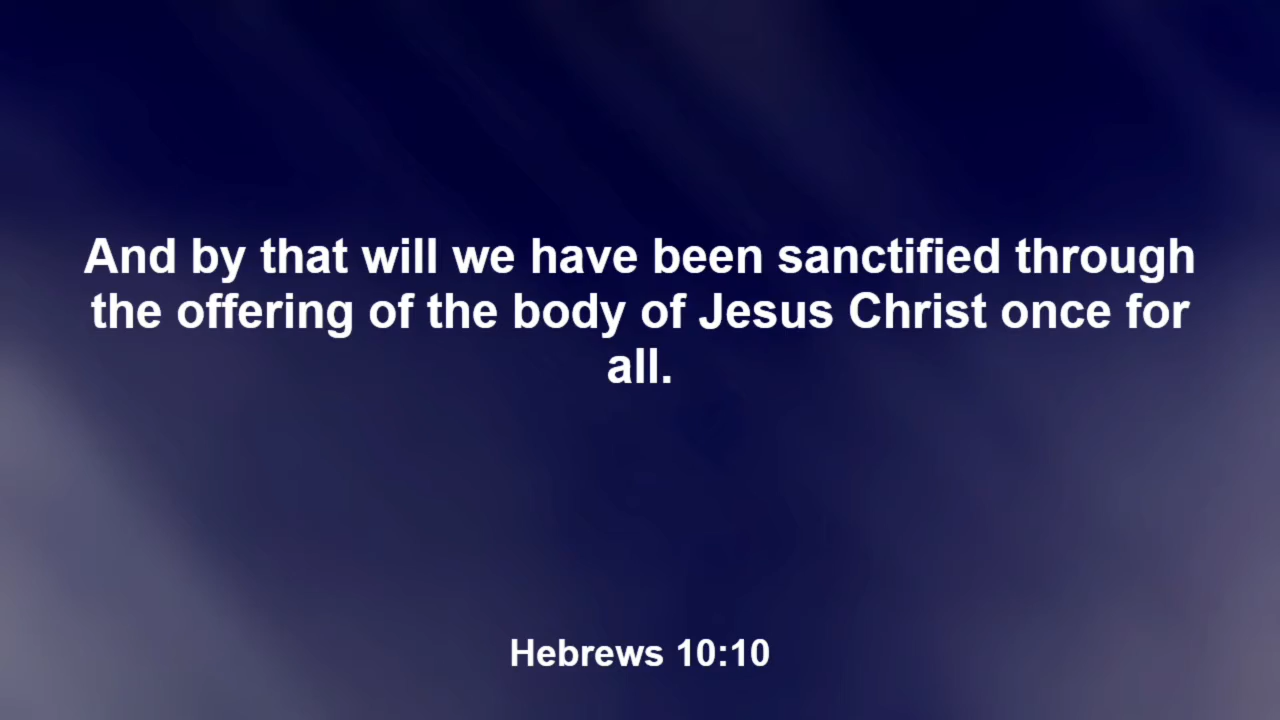 And by that will we have been sanctified through
the offering of the body of Jesus Christ once for
all.
Hebrews 10:10